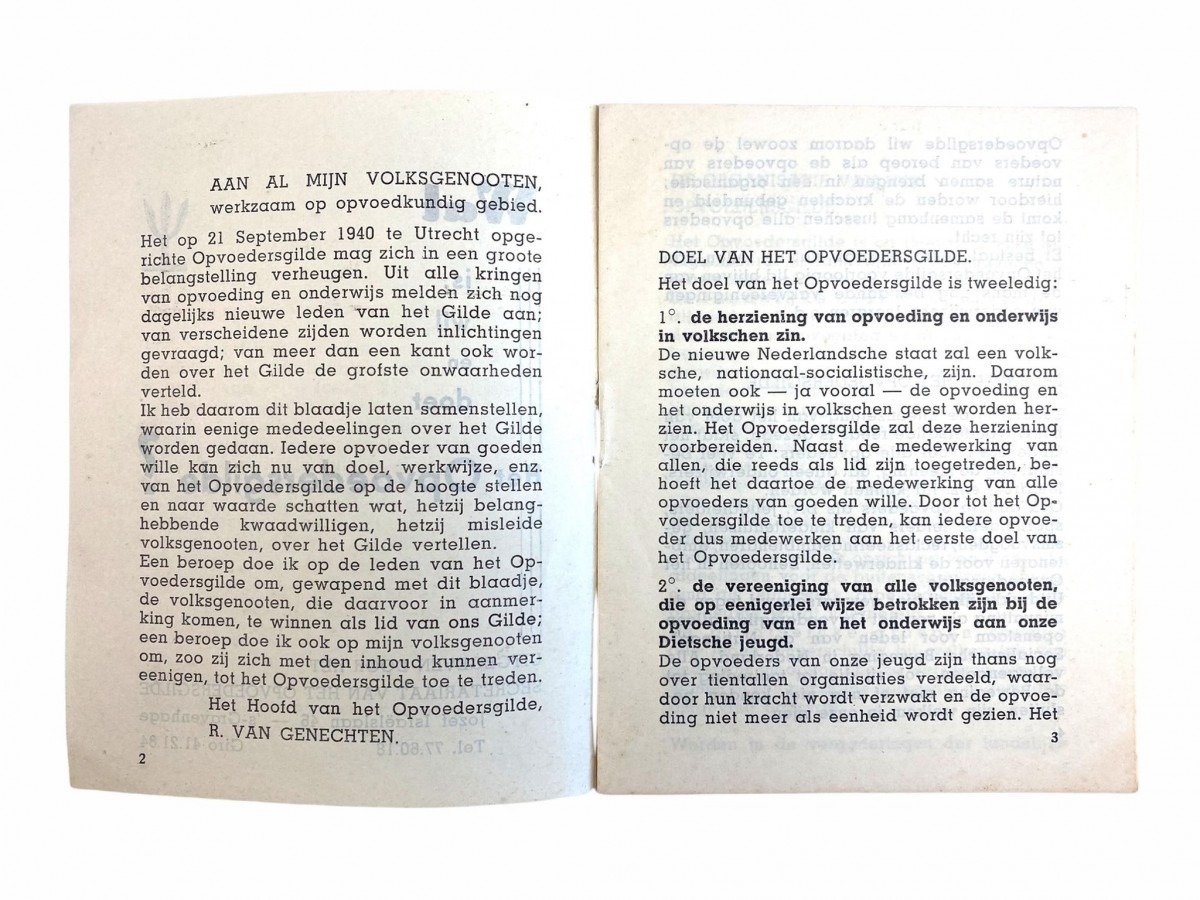 AAN AL MIJN VOLKSGENOOTEN,
werkzaam op opvoedkundig gebied.
Het op 21 September 1940 te Utrecht opge-
richte Opvoedersgilde mag zich in een groote
belangstelling verheugen. Uit alle kringen
van opvoeding en onderwijs melden zich nog
dagelijks nieuwe leden van het Gilde aan;
van verscheidene zijden worden inlichtingen
gevraagd; van meer dan een kant ook wor-
den over het Gilde de grofste onwaarheden
verteld.
Ik heb daarom dit blaadje laten samenstellen,
waarin eenige mededeelingen over het Gilde
worden gedaan. Iedere opvoeder van goeden
wille kan zich nu van doel, werkwijze, enz.
van het Opvoedersgilde op de hoogte stellen
en naar waarde schatten wat, hetzij belang-
hebbende kwaadwilligen, hetzij misleide
volksgenooten, over het Gilde vertellen.
Een beroep doe ik op de leden van het Op-
voedersgilde om, gewapend met dit blaadje,
de volksgenooten, die daarvoor in aanmer-
king komen, te winnen als lid van ons Gilde;
een beroep doe ik ook op mijn volksgenooten
om, zoo zij zich met den inhoud kunnen ver-
eenigen, tot het Opvoedersgilde toe te treden.
Het Hoofd van het Opvoedersgilde,
R. VAN GENECHTEN.
2
DOEL VAN HET OPVOEDERSGILDE.
Het doel van het Opvoedersgilde is tweeledig:
1°. de herziening van opvoeding en onderwijs
in volkschen zin.
De nieuwe Nederlandsche staat zal een volk-
sche, nationaal-socialistische, zijn. Daarom
moeten ook — ja vooral — de opvoeding en
het onderwijs in volkschen geest worden her-
zien. Het Opvoedersgilde zal deze herziening
voorbereiden. Naast de medewerking van
allen, die reeds als lid zijn toegetreden, be-
hoeft het daartoe de medewerking van alle
opvoeders van goeden wille. Door tot het Op-
voedersgilde toe te treden, kan iedere opvoe-
der dus medewerken aan het eerste doel van
het Opvoedersgilde.
2°. de vereeniging van alle volksgenooten,
die op eenigerlei wijze betrokken zijn bij de
opvoeding van en het onderwijs aan onze
Dietsche jeugd.
De opvoeders van onze jeugd zijn thans nog
over tientallen organisaties verdeeld, waar-
door hun kracht wordt verzwakt en de opvoe-
ding niet meer als eenheid wordt gezien. Het
3